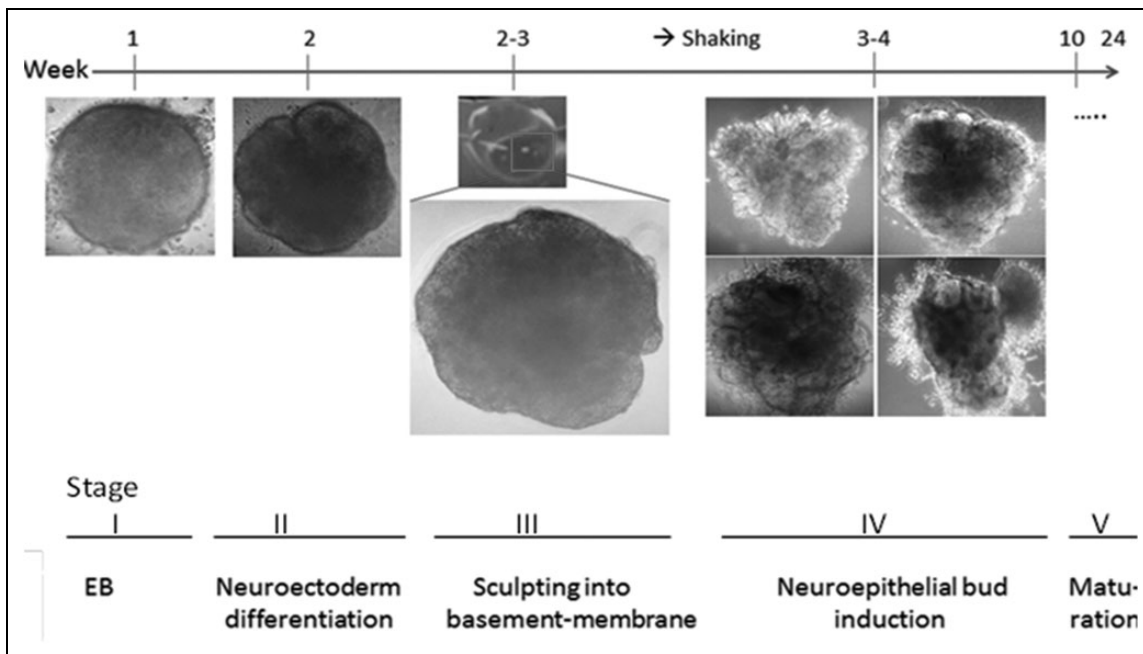 1 2 2-3 → Shaking 3-4 10 24
Week
.....
Stage
I II III IV V
EB Neuroectoderm Sculpting into Neuroepithelial bud Matu-
differentiation basement-membrane induction ration